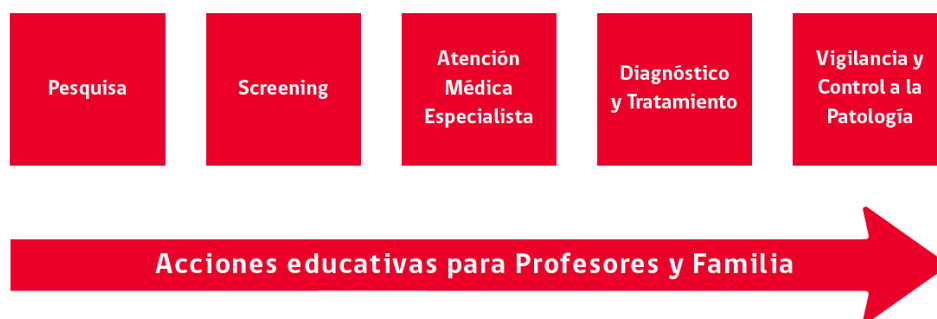 Pesquisa
Screening
Atención
Médica
Especialista
Diagnóstico
y Tratamiento
Vigilancia y
Control a la
Patología
Acciones educativas para Profesores y Familia